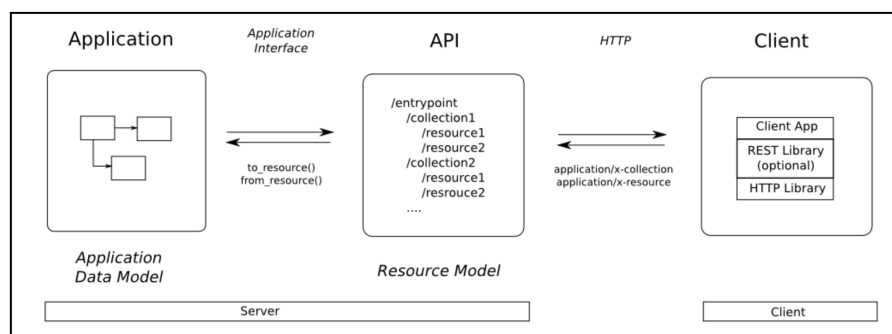 Application
Application
Interface
API
HTTP
Client
/entrypoint
/collection1
/resource1
/resource2
/collection2
/resource1
/resrouce2
....
to_resource()
from_resource()
application/x-collection
application/x-resource
Client App
REST Library
(optional)
HTTP Library
Application
Data Model
Resource Model
Server
Client